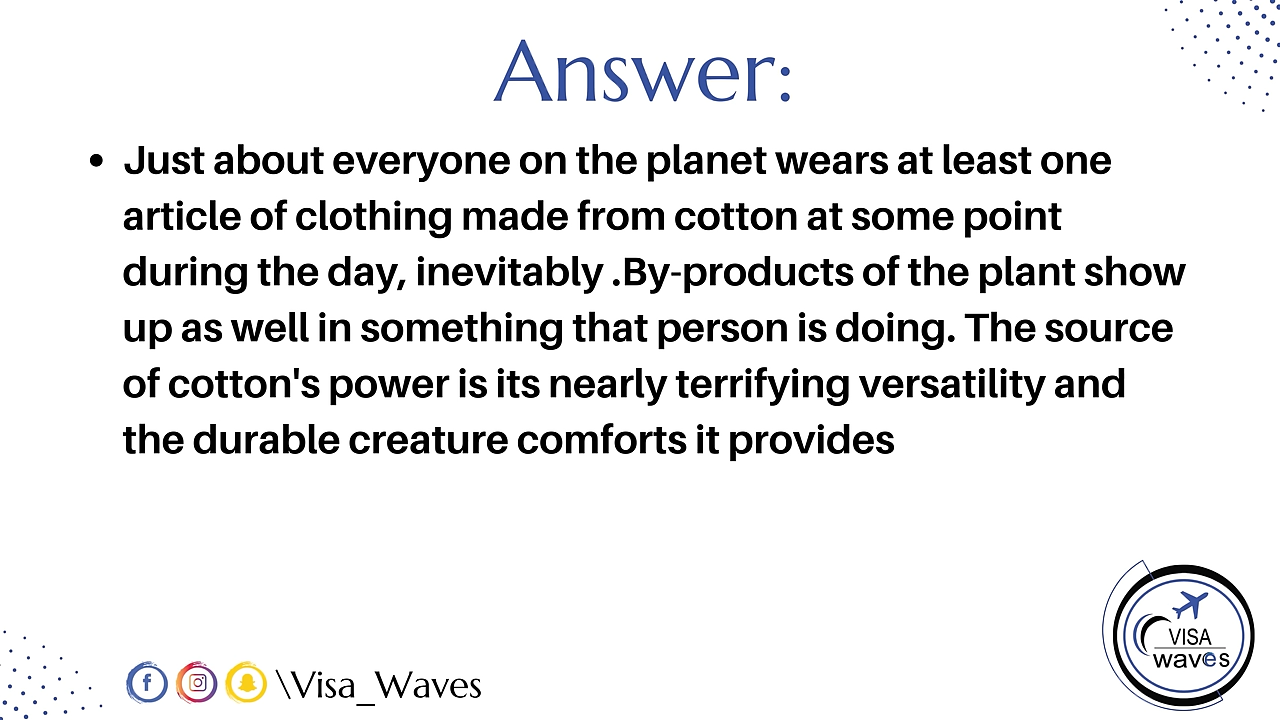 Answer:
• Just about everyone on the planet wears at least one
article of clothing made from cotton at some point
during the day, inevitably .By-products of the plant show
up as well in something that person is doing. The source
of cotton's power is its nearly terrifying versatility and
the durable creature comforts it provides
VISA
waves
\Visa_Waves